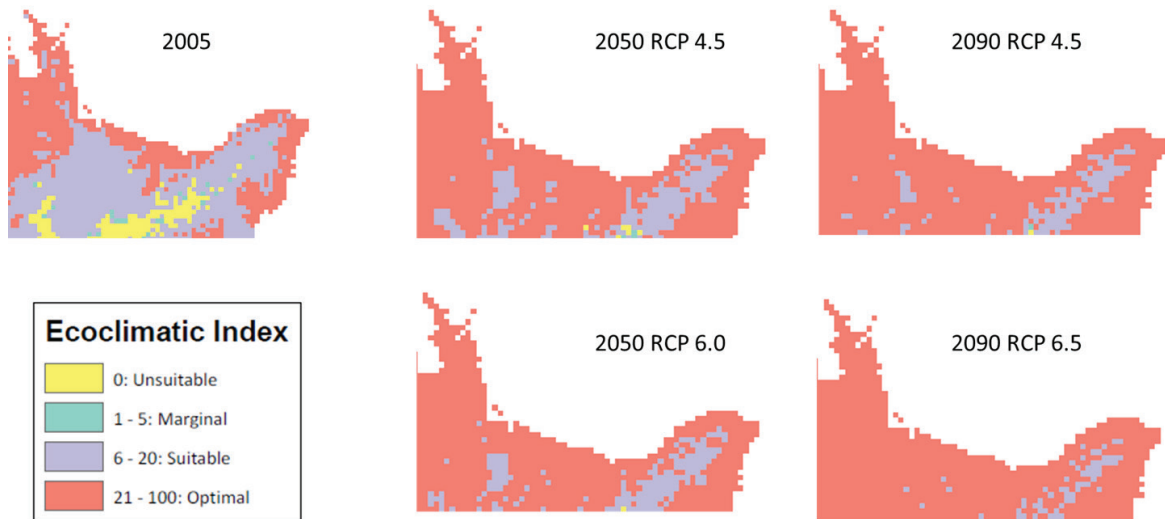 2005
2050 RCP 4.5
2090 RCP 4.5
2050 RCP 6.0
2090 RCP 6.5
Ecoclimatic Index
0: Unsuitable
1 - 5: Marginal
6 - 20: Suitable
21 - 100: Optimal